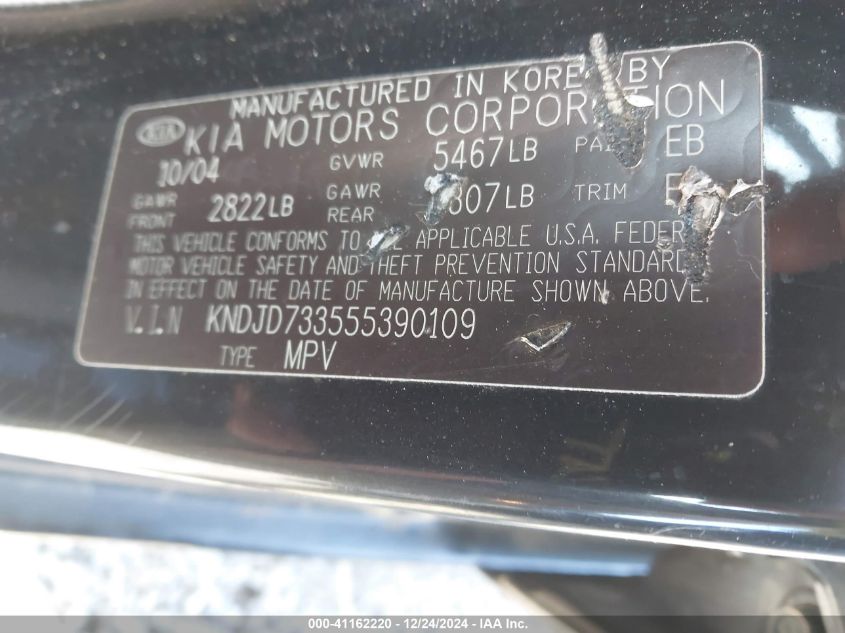 MANUFACTURED IN KOREA BY
KIA KIA MOTORS CORPORATION
10/04 GVWR 5467LB EB
GAWR FRONT 2822LB GAWR REAR 807LB TRIM
THIS VEHICLE CONFORMS TO APPLICABLE U.S.A. FEDER
MOTOR VEHICLE SAFETY AND THEFT PREVENTION STANDARD
IN EFFECT ON THE DATE OF MANUFACTURE SHOWN ABOVE.
V.I.N KNDJD733555390109
TYPE MPV
000-41162220 - 12/24/2024 - IAA Inc.